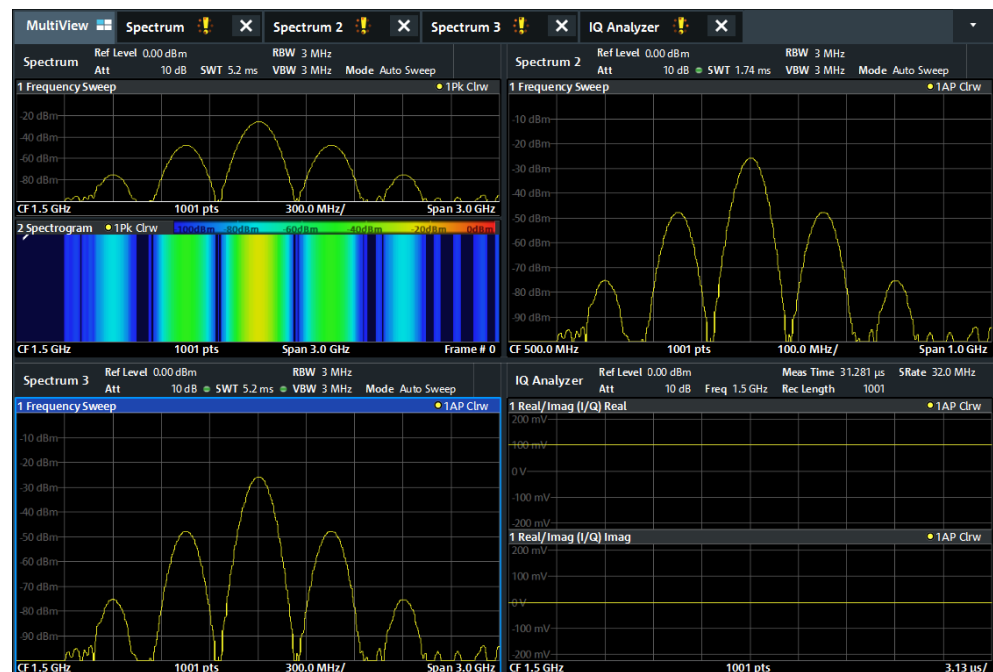 MultiView Spectrum Spectrum 2 Spectrum 3 IQ Analyzer
Spectrum
Ref Level 0.00 dBm RBW 3 MHz
Att 10 dB SWT 5.2 ms VBW 3 MHz Mode Auto Sweep
1 Frequency Sweep 1Pk Clrw
-20 dBm
-40 dBm
-60 dBm
-80 dBm
CF 1.5 GHz 1001 pts 300.0 MHz/ Span 3.0 GHz
2 Spectrogram 1Pk Clrw -100dBm -80dBm -60dBm -40dBm -20dBm 0dBm
CF 1.5 GHz 1001 pts Span 3.0 GHz Frame # 0
Spectrum 2
Ref Level 0.00 dBm RBW 3 MHz
Att 10 dB SWT 1.74 ms VBW 3 MHz Mode Auto Sweep
1 Frequency Sweep 1AP Clrw
-10 dBm
-20 dBm
-30 dBm
-40 dBm
-50 dBm
-60 dBm
-70 dBm
-80 dBm
-90 dBm
CF 500.0 MHz 1001 pts 100.0 MHz/ Span 1.0 GHz
Spectrum 3
Ref Level 0.00 dBm RBW 3 MHz
Att 10 dB SWT 5.2 ms VBW 3 MHz Mode Auto Sweep
1 Frequency Sweep 1AP Clrw
-10 dBm
-20 dBm
-30 dBm
-40 dBm
-50 dBm
-60 dBm
-70 dBm
-80 dBm
-90 dBm
CF 1.5 GHz 1001 pts 300.0 MHz/ Span 3.0 GHz
IQ Analyzer
Ref Level 0.00 dBm Meas Time 31.281 µs SRate 32.0 MHz
Att 10 dB Freq 1.5 GHz Rec Length 1001
1 Real/Imag (I/Q) Real 1AP Clrw
200 mV
100 mV
0 V
-100 mV
-200 mV
1 Real/Imag (I/Q) Imag 1AP Clrw
200 mV
100 mV
0 V
-100 mV
-200 mV
CF 1.5 GHz 1001 pts 3.13 µs/